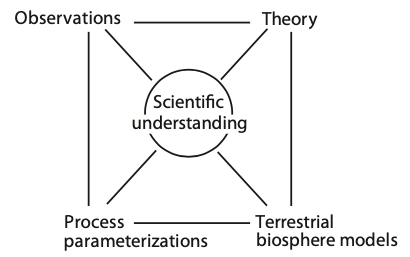 Observations
Theory
Scientific
understanding
Process
parameterizations
Terrestrial
biosphere models